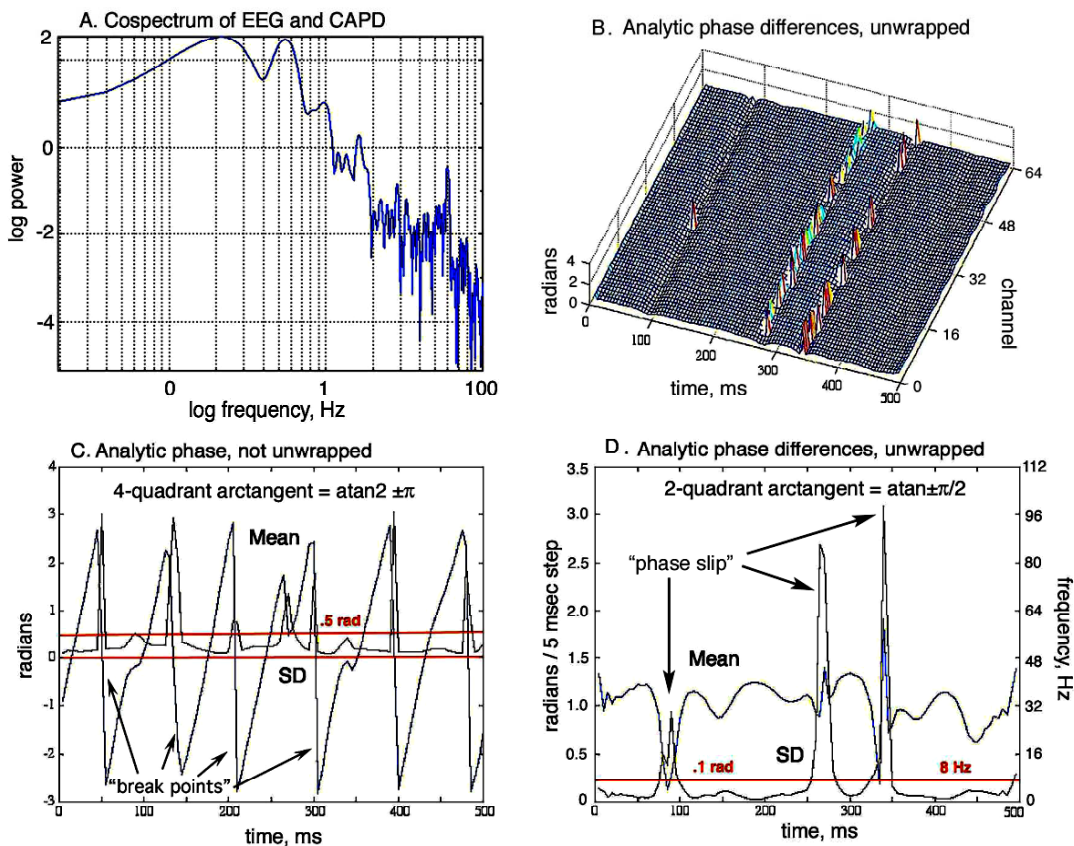 A. Cospectrum of EEG and CAPD
2
0
-2
-4
log power
0 1 100
log frequency, Hz
B. Analytic phase differences, unwrapped
4
2
0
radians
0
100
200
300
400
500
time, ms
64
48
32
16
0
channel
C. Analytic phase, not unwrapped
4-quadrant arctangent = atan2 ±π
4
3
2
1
0
-1
-2
-3
radians
Mean
.5 rad
SD
"break points"
0 100 200 300 400 500
time, ms
D. Analytic phase differences, unwrapped
2-quadrant arctangent = atan±π/2
3.5
3.0
2.5
2.0
1.5
1.0
0.5
0
radians / 5 msec step
"phase slip"
Mean
SD
.1 rad
8 Hz
112
96
80
64
48
32
16
0
frequency, Hz
0 100 200 300 400 500
time, ms